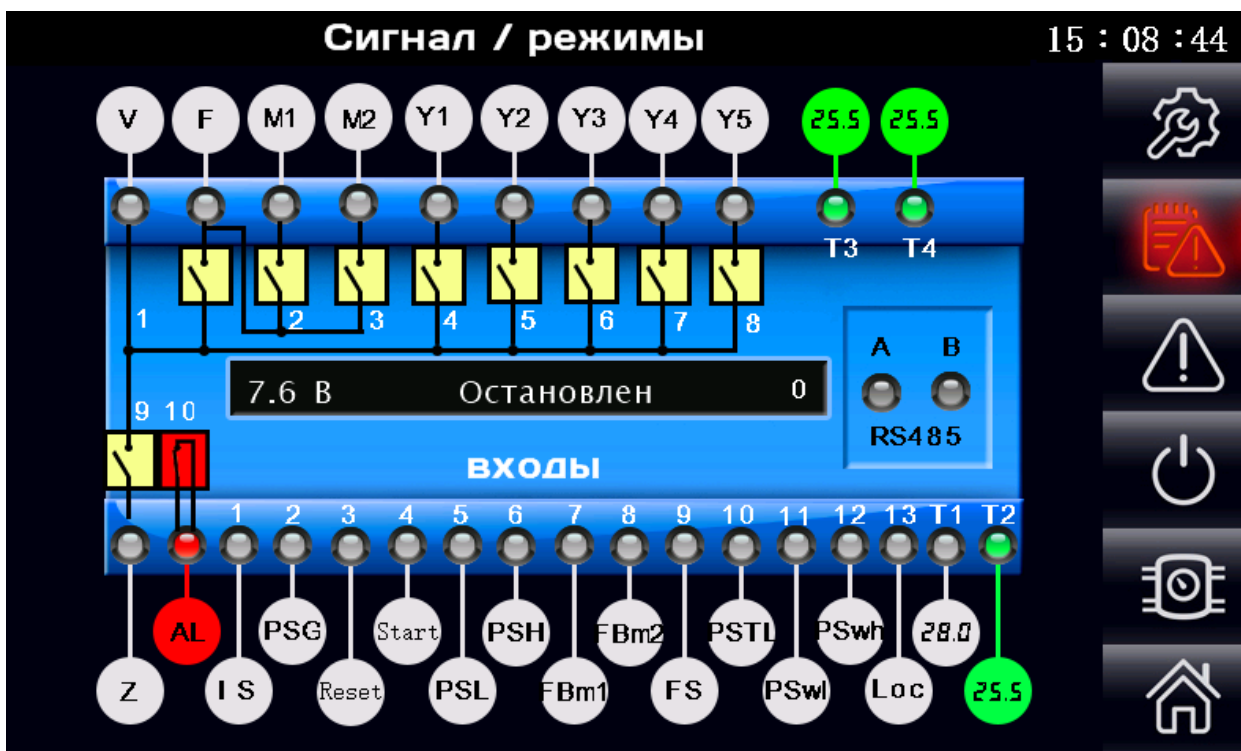 Сигнал / режимы 15 : 08 : 44
V F M1 M2 Y1 Y2 Y3 Y4 Y5 25.5 25.5
T3 T4
1 2 3 4 5 6 7 8
A B
7.6 В Остановлен 0
9 10
RS485
входы
1 2 3 4 5 6 7 8 9 10 11 12 13 T1 T2
AL PSG Start PSH FBm2 PSTL PSwh 28.0
Z I S Reset PSL FBm1 FS PSwl Loc 25.5